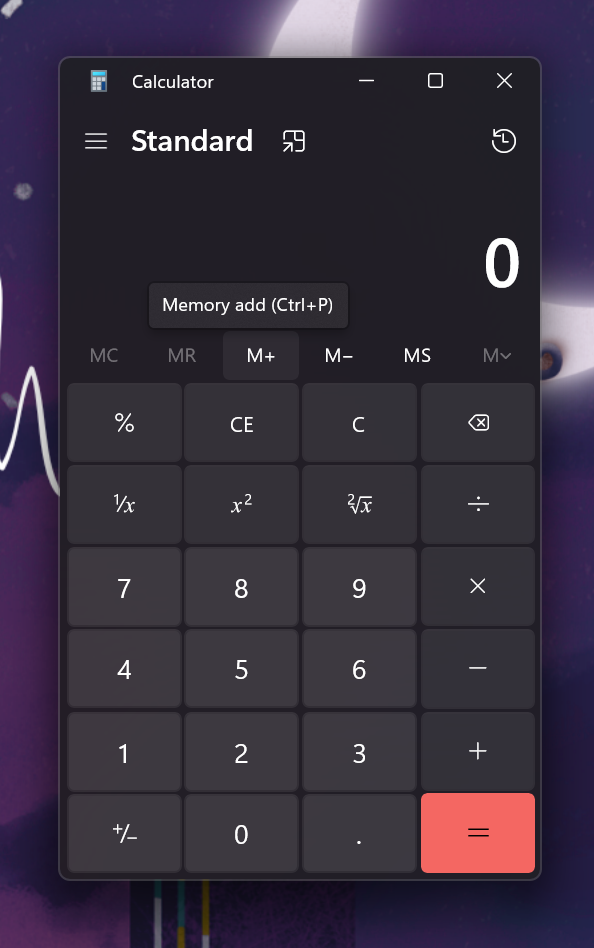 Calculator
Standard
0
Memory add (Ctrl+P)
MC MR M+ M− MS M
% CE C
¹/x x² ²√x ÷
7 8 9 ×
4 5 6 −
1 2 3 +
+/− 0 . =